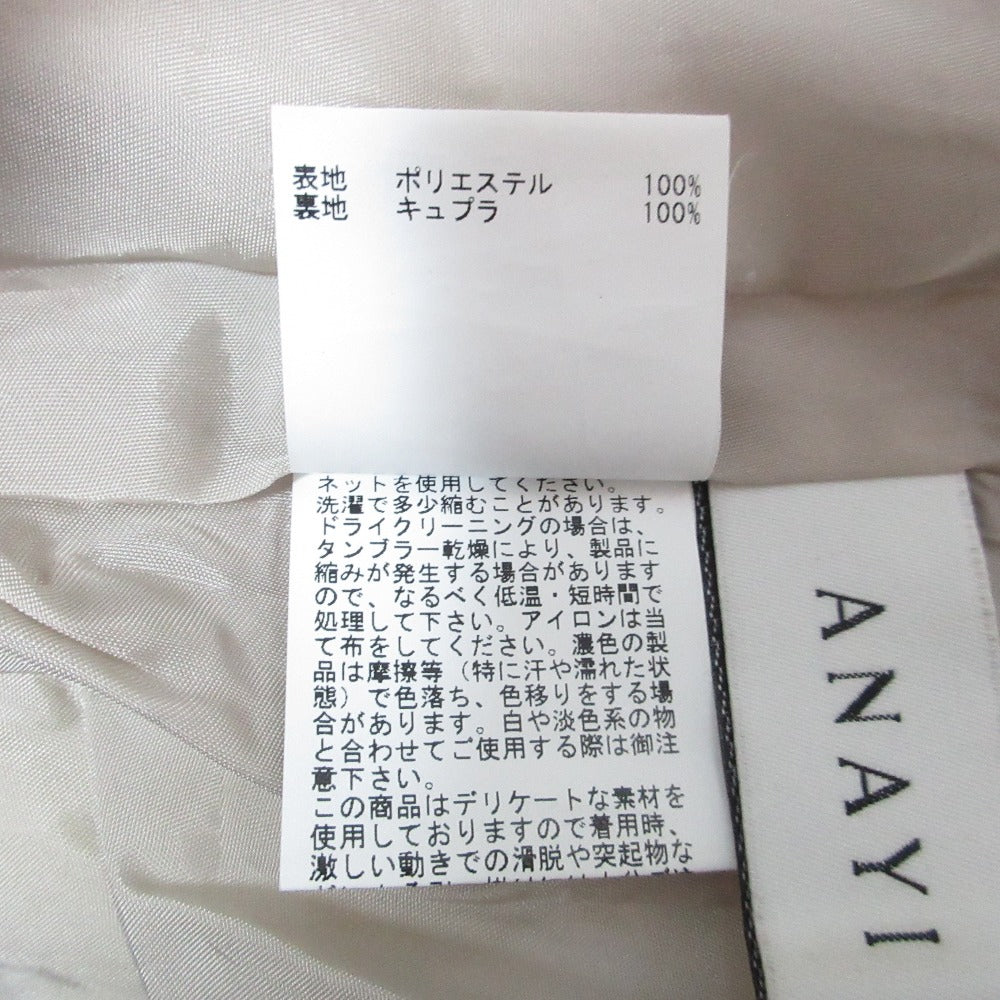 表地 ポリエステル 100%
裏地 キュプラ 100%
ネットを使用してください。
洗濯で多少縮むことがあります。
ドライクリーニングの場合は、
タンブラー乾燥により、製品に
縮みが発生する場合があります
ので、なるべく低温・短時間で
処理して下さい。アイロンは当
て布をしてください。濃色の製
品は摩擦等（特に汗や濡れた状
態）で色落ち、色移りをする場
合があります。白や淡色系の物
と合わせてご使用する際は御注
意下さい。
この商品はデリケートな素材を
使用しておりますので着用時、
激しい動きでの滑脱や突起物な
ANAYI